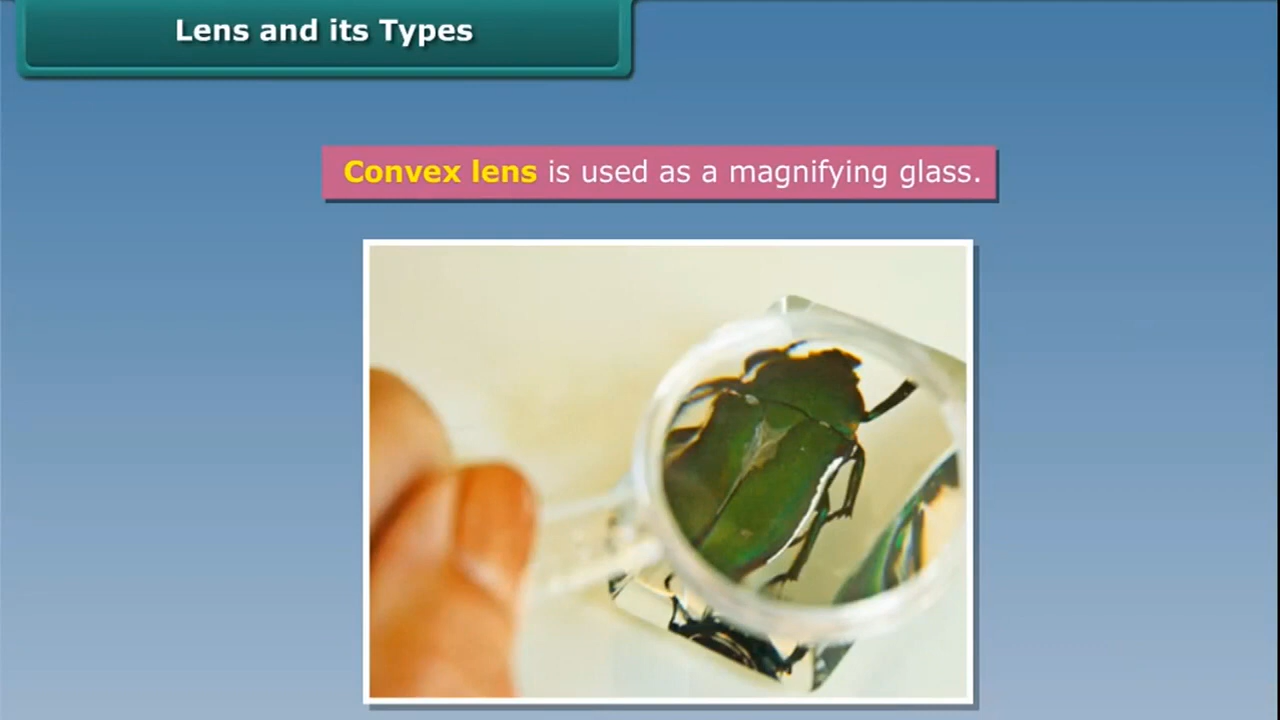 Lens and its Types
Convex lens is used as a magnifying glass.